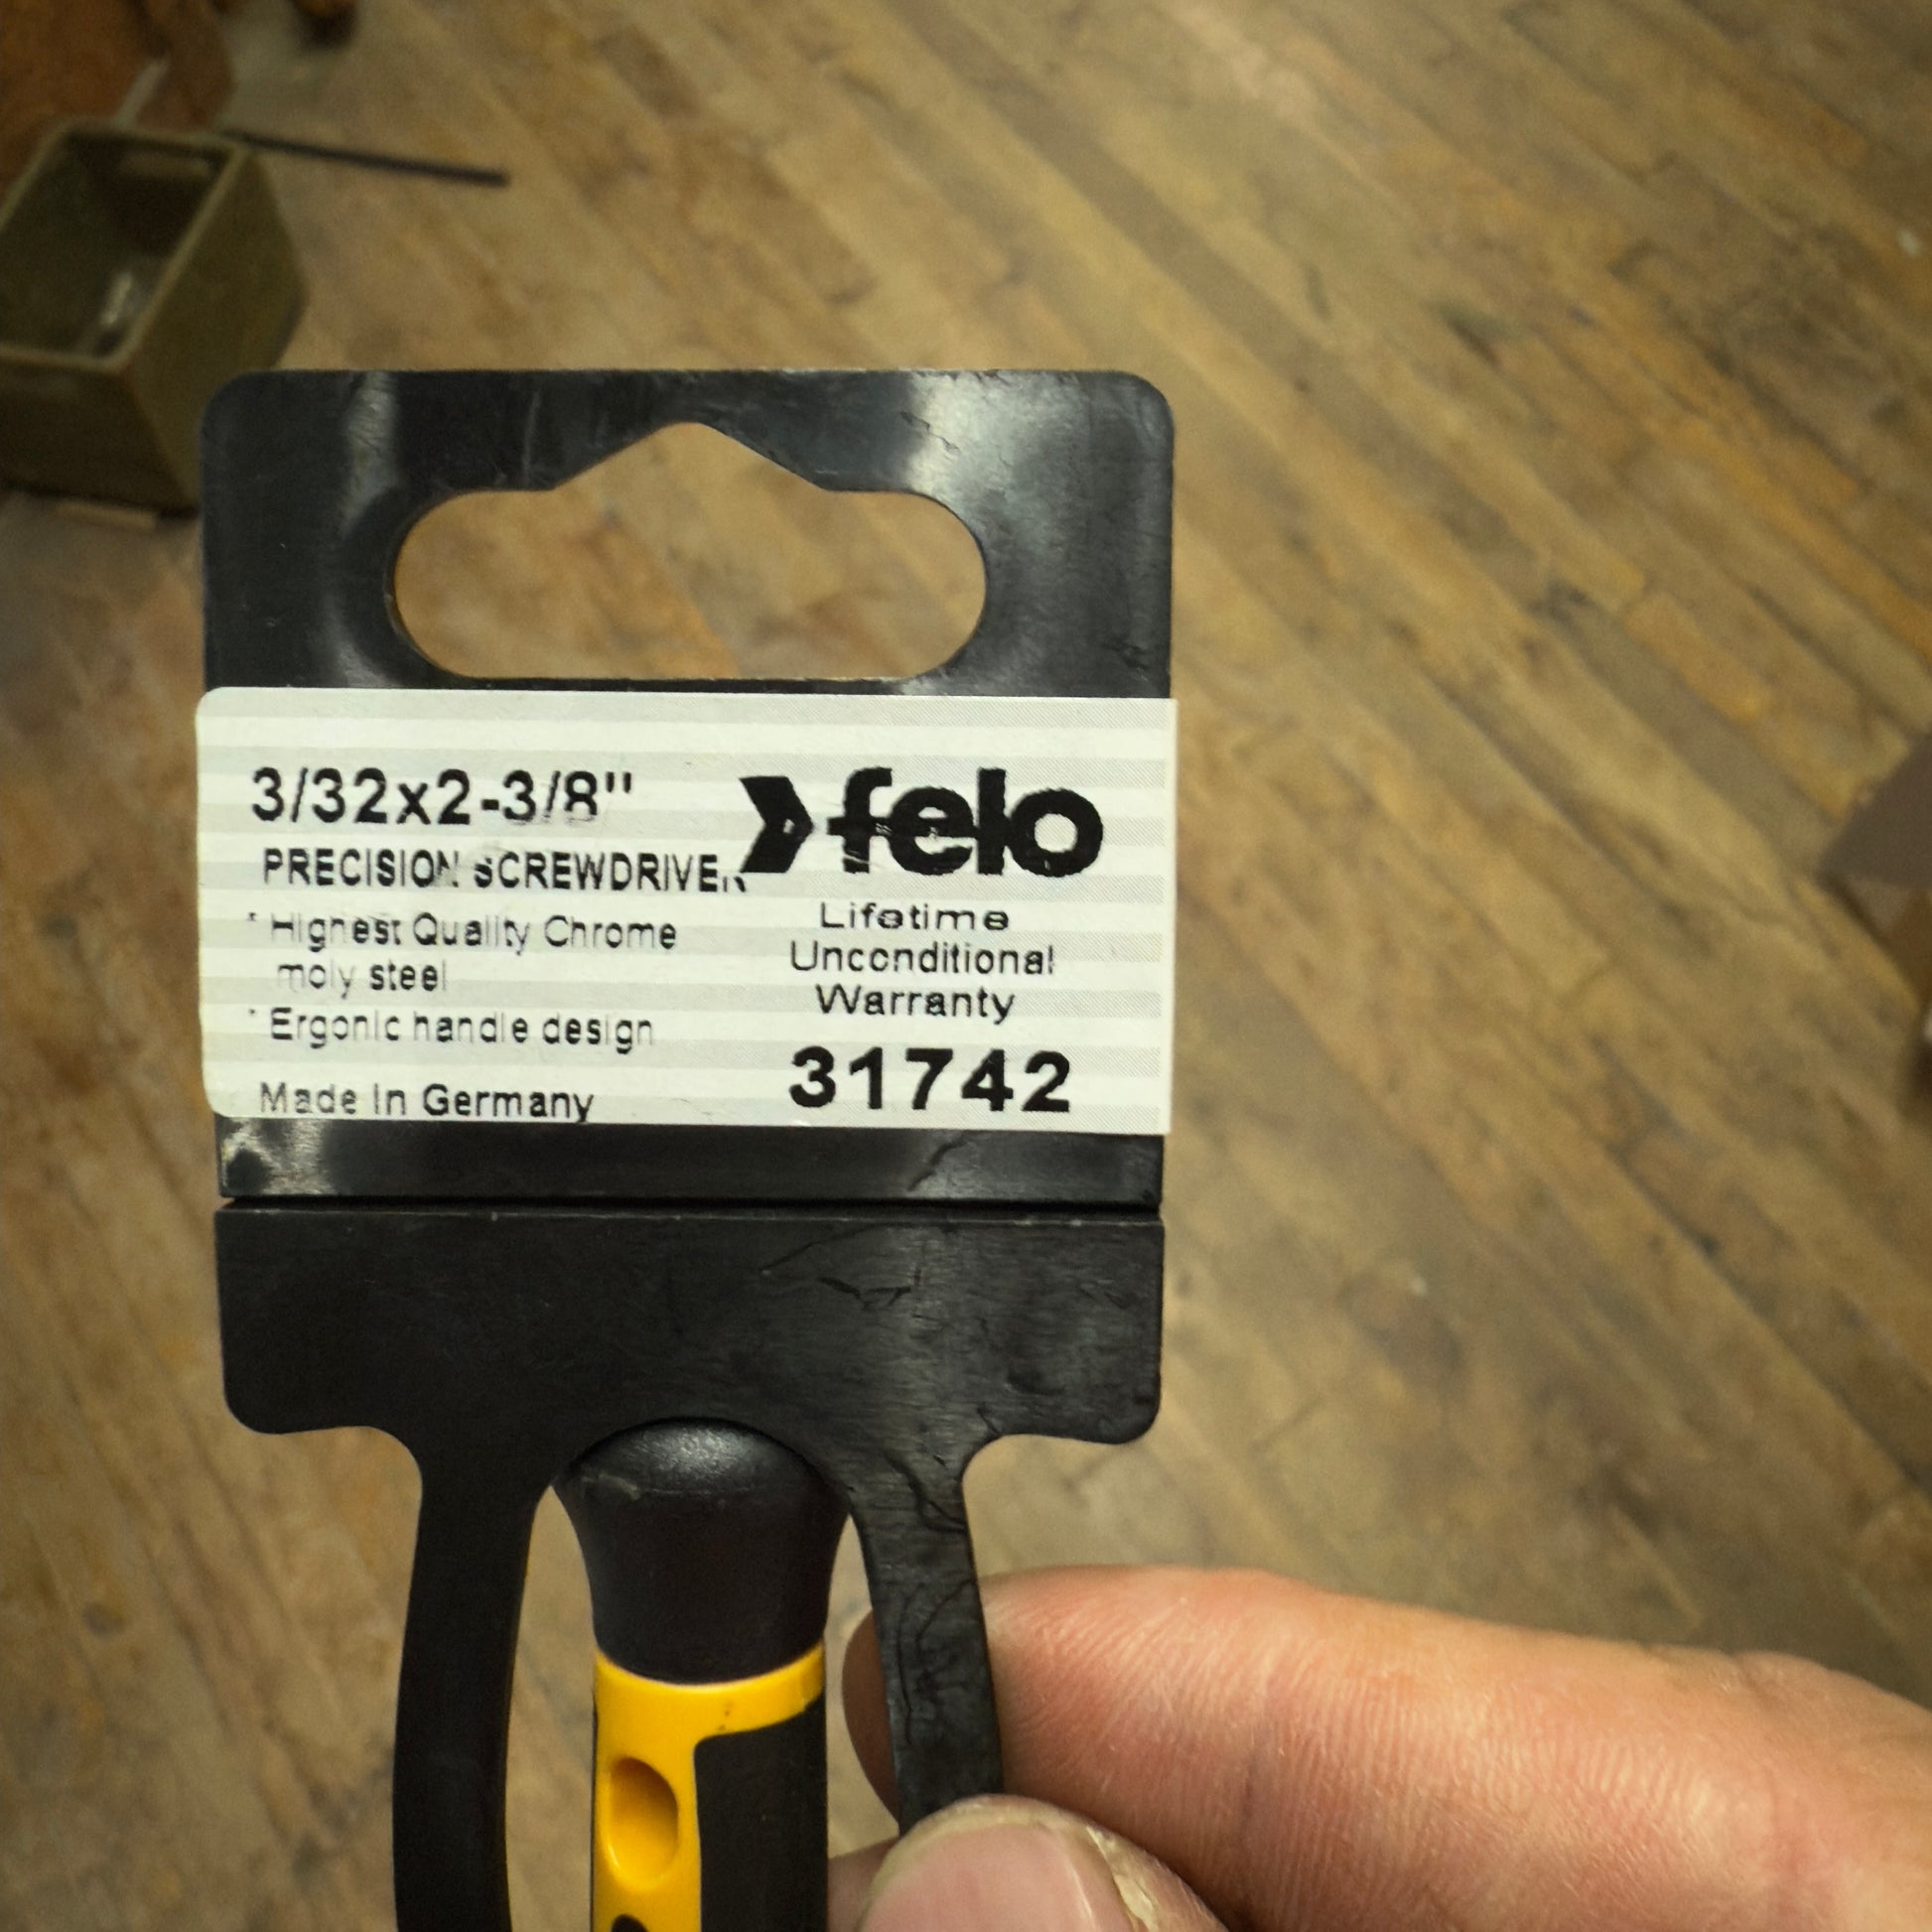 3/32x2-3/8"
PRECISION SCREWDRIVER
* Highest Quality Chrome
moly steel
* Ergonic handle design
Made In Germany
felo
Lifetime
Unconditional
Warranty
31742